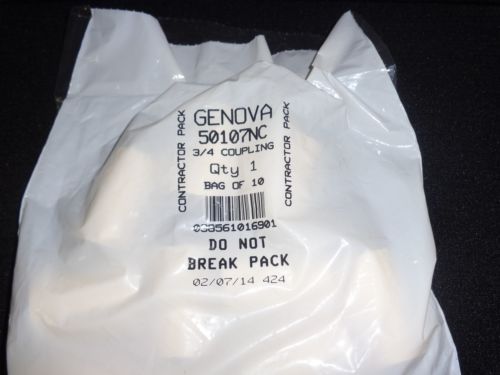 GENOVA
50107NC
3/4 COUPLING
Qty 1
BAG OF 10
038561016901
DO NOT
BREAK PACK
02/07/14 424
CONTRACTOR PACK
CONTRACTOR PACK